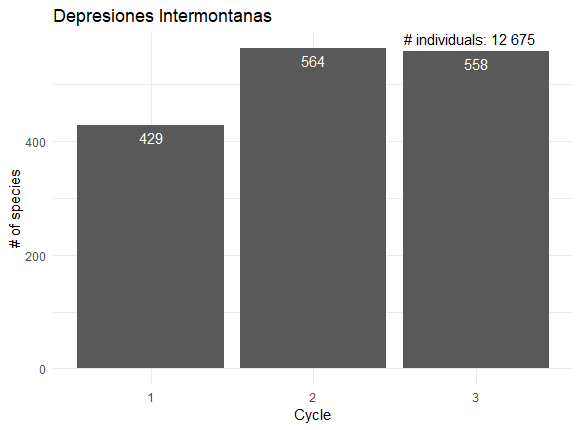 Depresiones Intermontanas
# individuals: 12 675
429
564
558
400
200
0
# of species
1
2
3
Cycle